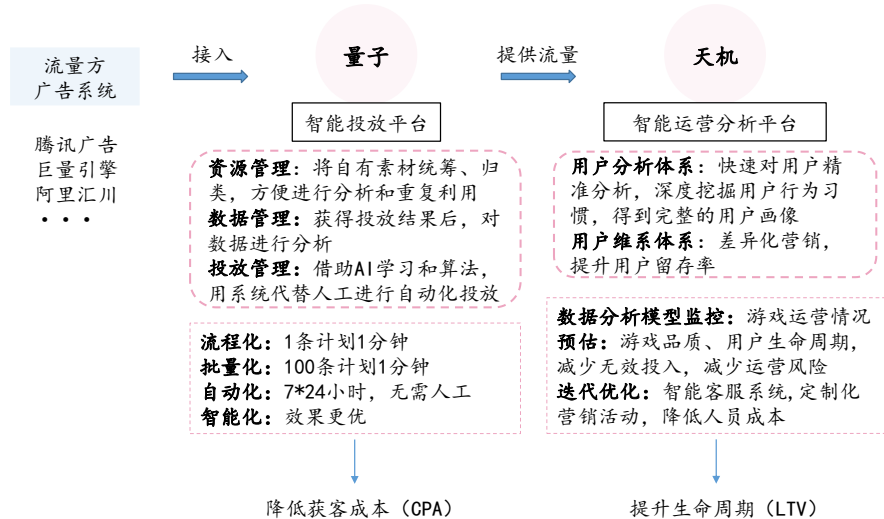 流量方
广告系统
腾讯广告
巨量引擎
阿里汇川
•••
接入
量子
智能投放平台
资源管理：将自有素材统筹、归
类，方便进行分析和重复利用
数据管理：获得投放结果后，对
数据进行分析
投放管理：借助AI学习和算法，
用系统代替人工进行自动化投放
流程化：1条计划1分钟
批量化：100条计划1分钟
自动化：7*24小时，无需人工
智能化：效果更优
降低获客成本（CPA）
提供流量
天机
智能运营分析平台
用户分析体系：快速对用户精
准分析，深度挖掘用户行为习
惯，得到完整的用户画像
用户维系体系：差异化营销，
提升用户留存率
数据分析模型监控：游戏运营情况
预估：游戏品质、用户生命周期，
减少无效投入，减少运营风险
迭代优化：智能客服系统,定制化
营销活动，降低人员成本
提升生命周期（LTV）